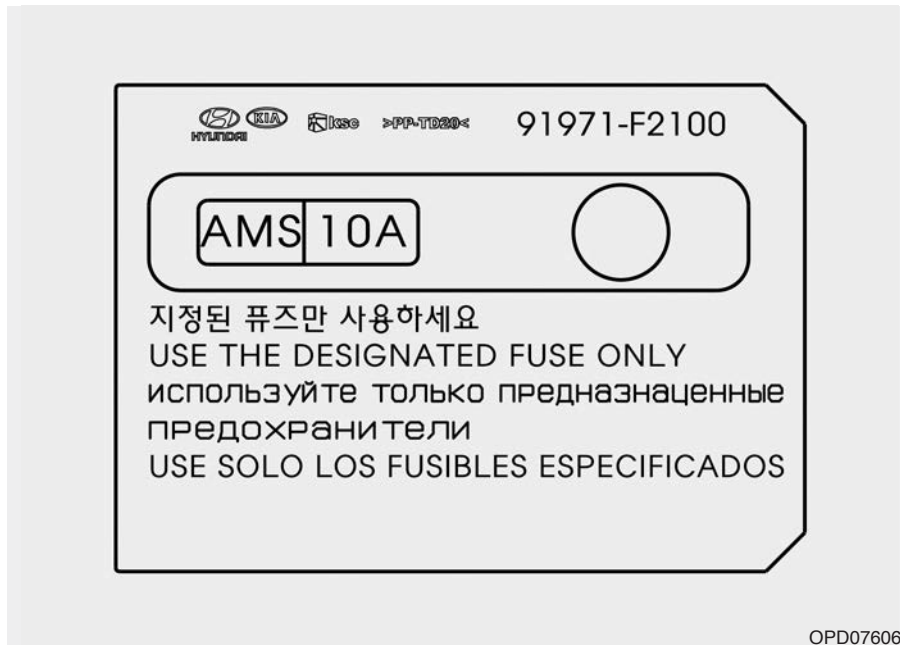 HYUNDAI KIA ksc >PP-TD20< 91971-F2100
AMS 10A
지정된 퓨즈만 사용하세요
USE THE DESIGNATED FUSE ONLY
используйте только предназнаценные
предохранители
USE SOLO LOS FUSIBLES ESPECIFICADOS
OPD07606